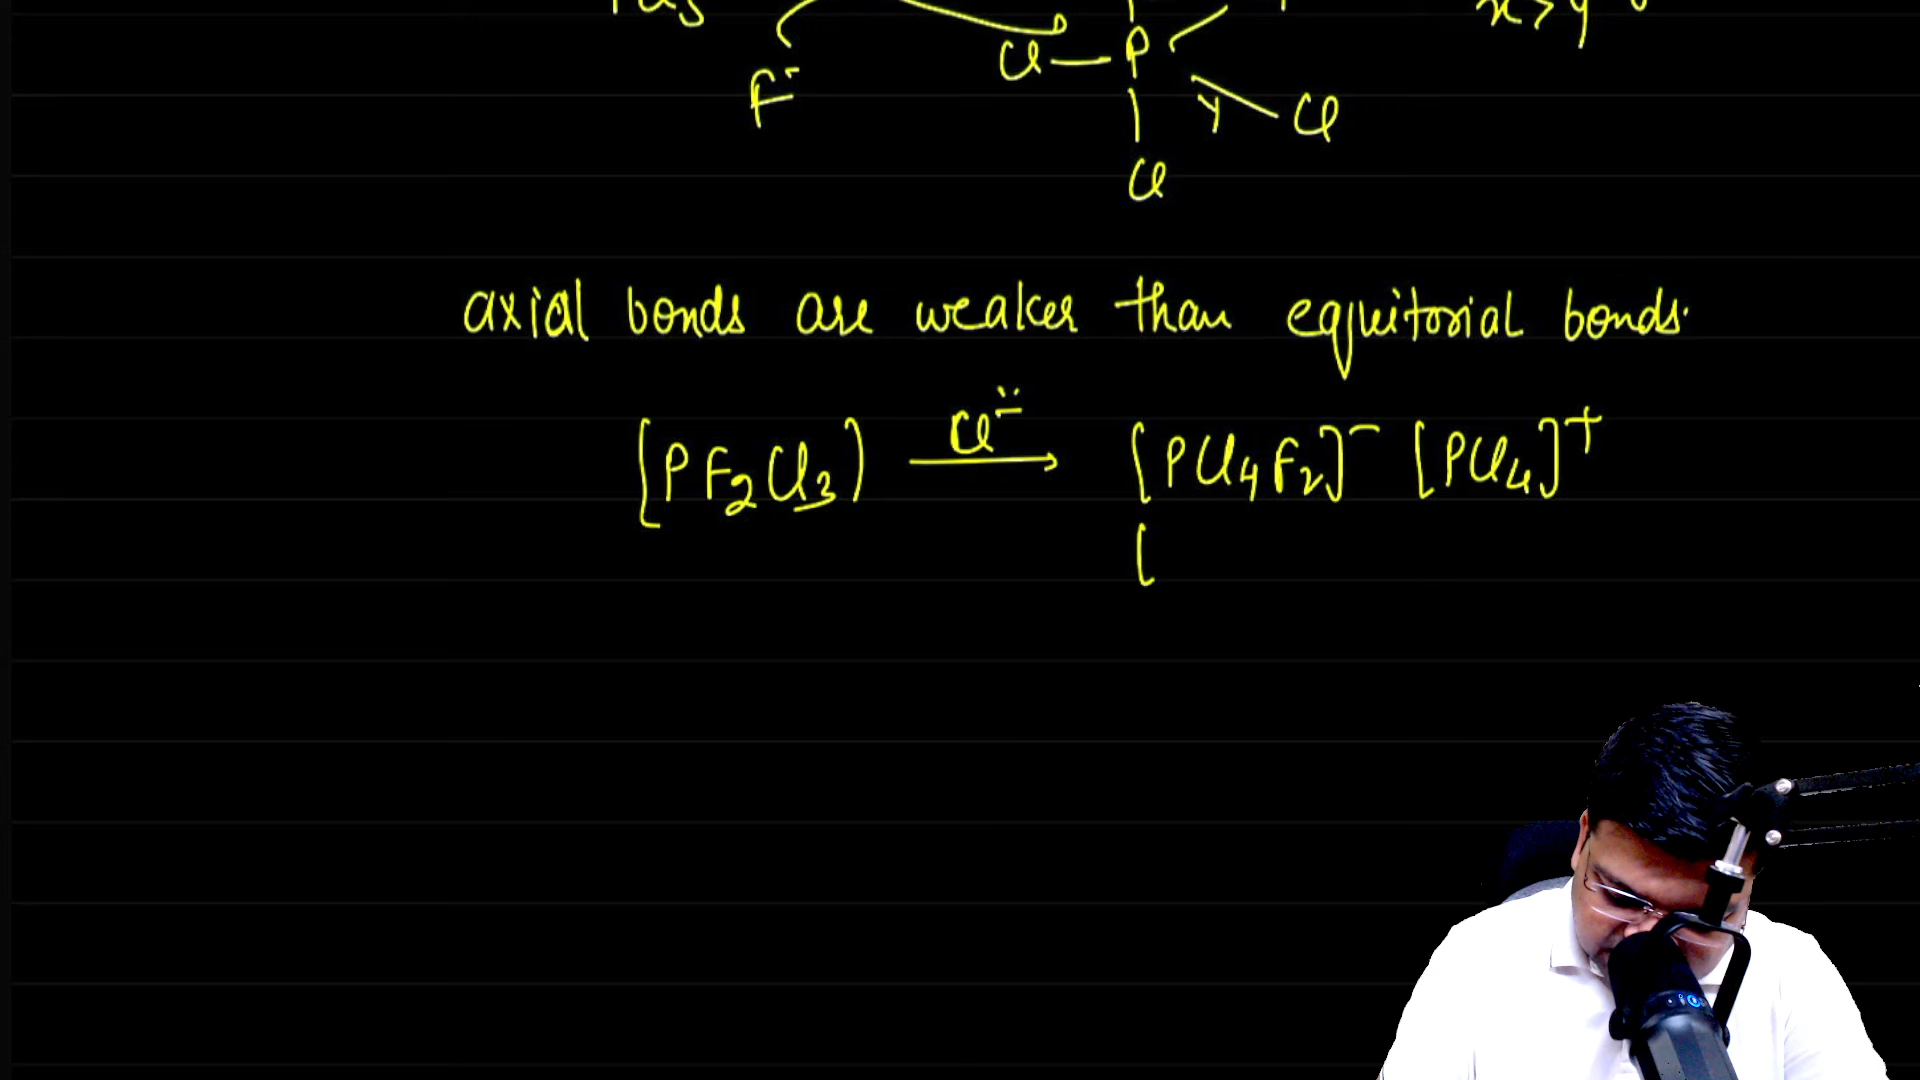 x > y
Cl — P
F⁻
y Cl
Cl
axial bonds are weaker than equitorial bonds.
[PF₂Cl₃) Cl⁻ → [PCl₄F₂]⁻ [PCl₄]⁺
[